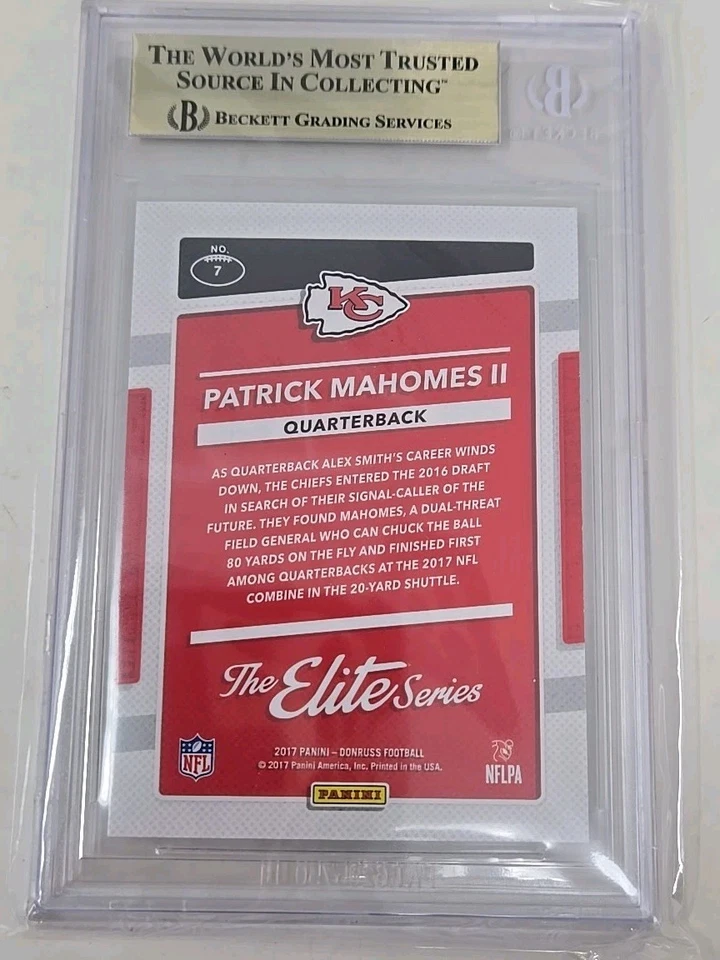 THE WORLD'S MOST TRUSTED
SOURCE IN COLLECTING™
B BECKETT GRADING SERVICES
B
NO.
7
KC
PATRICK MAHOMES II
QUARTERBACK
AS QUARTERBACK ALEX SMITH'S CAREER WINDS
DOWN, THE CHIEFS ENTERED THE 2016 DRAFT
IN SEARCH OF THEIR SIGNAL-CALLER OF THE
FUTURE. THEY FOUND MAHOMES, A DUAL-THREAT
FIELD GENERAL WHO CAN CHUCK THE BALL
80 YARDS ON THE FLY AND FINISHED FIRST
AMONG QUARTERBACKS AT THE 2017 NFL
COMBINE IN THE 20-YARD SHUTTLE.
The Elite Series
NFL
2017 PANINI – DONRUSS FOOTBALL
© 2017 Panini America, Inc. Printed in the USA.
NFLPA
PANINI